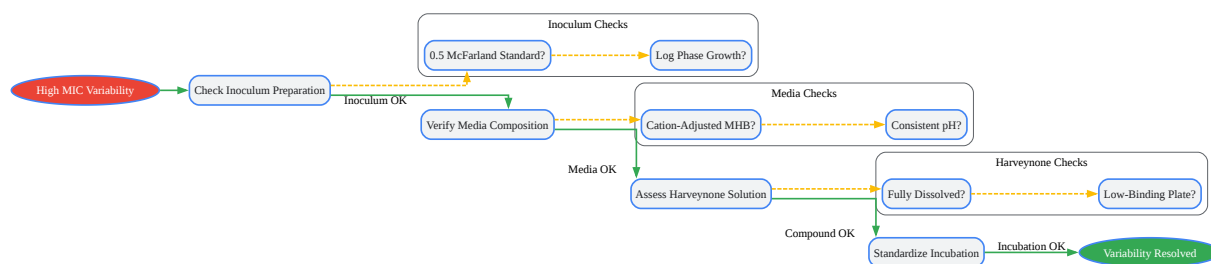 Inoculum Checks
0.5 McFarland Standard?
Log Phase Growth?
High MIC Variability
Check Inoculum Preparation
Inoculum OK
Media Checks
Verify Media Composition
Cation-Adjusted MHB?
Consistent pH?
Media OK
Harveynone Checks
Assess Harveynone Solution
Fully Dissolved?
Low-Binding Plate?
Compound OK
Standardize Incubation
Incubation OK
Variability Resolved